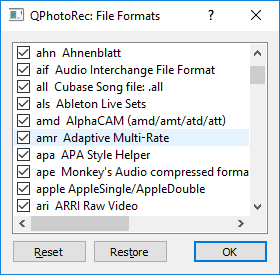 QPhotoRec: File Formats ? ×
ahn Ahnenblatt
aif Audio Interchange File Format
all Cubase Song file: .all
als Ableton Live Sets
amd AlphaCAM (amd/amt/atd/att)
amr Adaptive Multi-Rate
apa APA Style Helper
ape Monkey's Audio compressed forma
apple AppleSingle/AppleDouble
ari ARRI Raw Video
Reset Restore OK